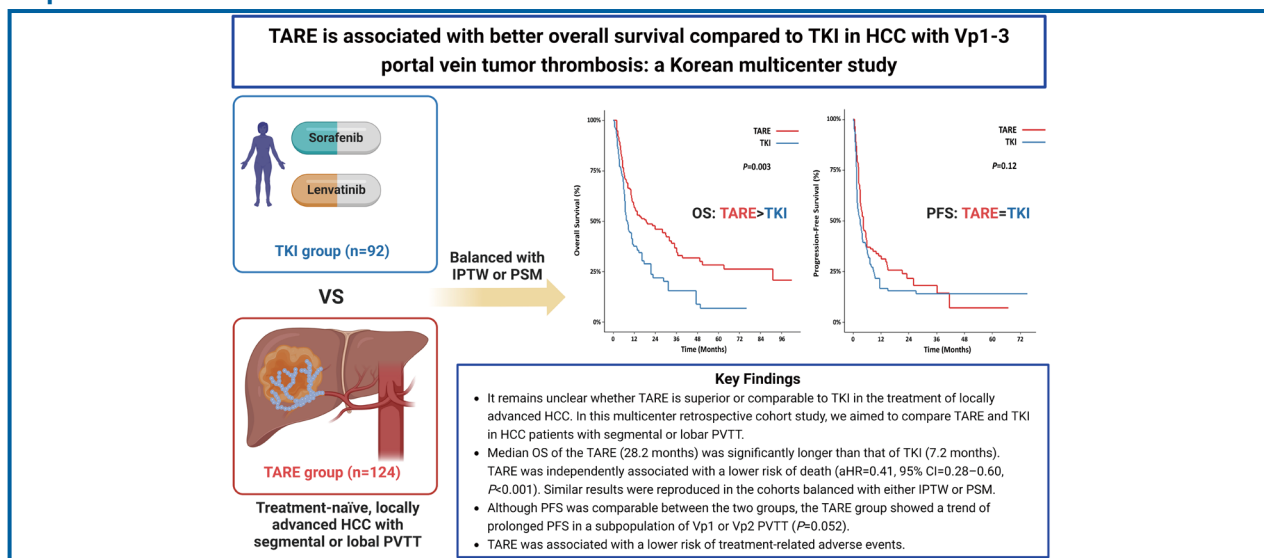 TARE is associated with better overall survival compared to TKI in HCC with Vp1-3
portal vein tumor thrombosis: a Korean multicenter study
Sorafenib
Lenvatinib
TKI group (n=92)
VS
TARE group (n=124)
Treatment-naïve, locally
advanced HCC with
segmental or lobal PVTT
Balanced with
IPTW or PSM
100%
75%
50%
25%
0%
Overall Survival (%)
TARE
TKI
P=0.003
OS: TARE>TKI
0 12 24 36 48 60 72 84 96
Time (Months)
100%
75%
50%
25%
0%
Progression-Free Survival (%)
TARE
TKI
P=0.12
PFS: TARE=TKI
0 12 24 36 48 60 72
Time (Months)
Key Findings
• It remains unclear whether TARE is superior or comparable to TKI in the treatment of locally
advanced HCC. In this multicenter retrospective cohort study, we aimed to compare TARE and TKI
in HCC patients with segmental or lobar PVTT.
• Median OS of the TARE (28.2 months) was significantly longer than that of TKI (7.2 months).
TARE was independently associated with a lower risk of death (aHR=0.41, 95% CI=0.28–0.60,
P<0.001). Similar results were reproduced in the cohorts balanced with either IPTW or PSM.
• Although PFS was comparable between the two groups, the TARE group showed a trend of
prolonged PFS in a subpopulation of Vp1 or Vp2 PVTT (P=0.052).
• TARE was associated with a lower risk of treatment-related adverse events.